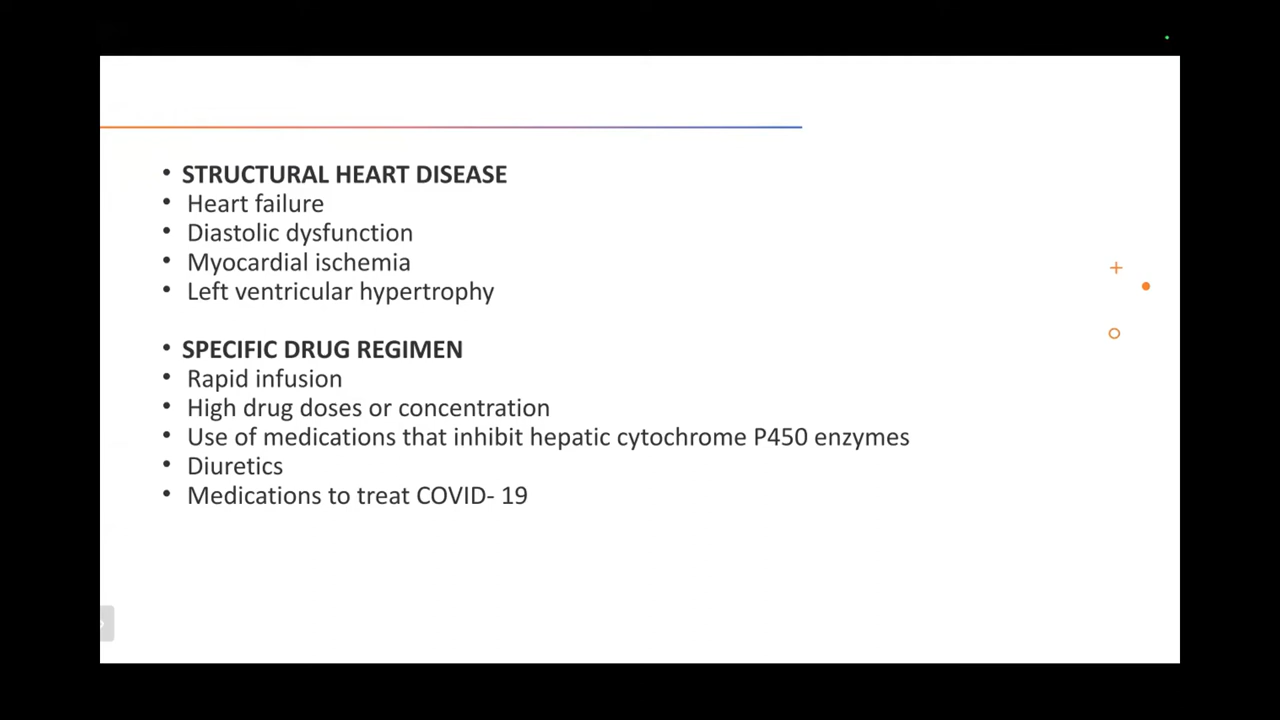 • STRUCTURAL HEART DISEASE
• Heart failure
• Diastolic dysfunction
• Myocardial ischemia
• Left ventricular hypertrophy
• SPECIFIC DRUG REGIMEN
• Rapid infusion
• High drug doses or concentration
• Use of medications that inhibit hepatic cytochrome P450 enzymes
• Diuretics
• Medications to treat COVID- 19